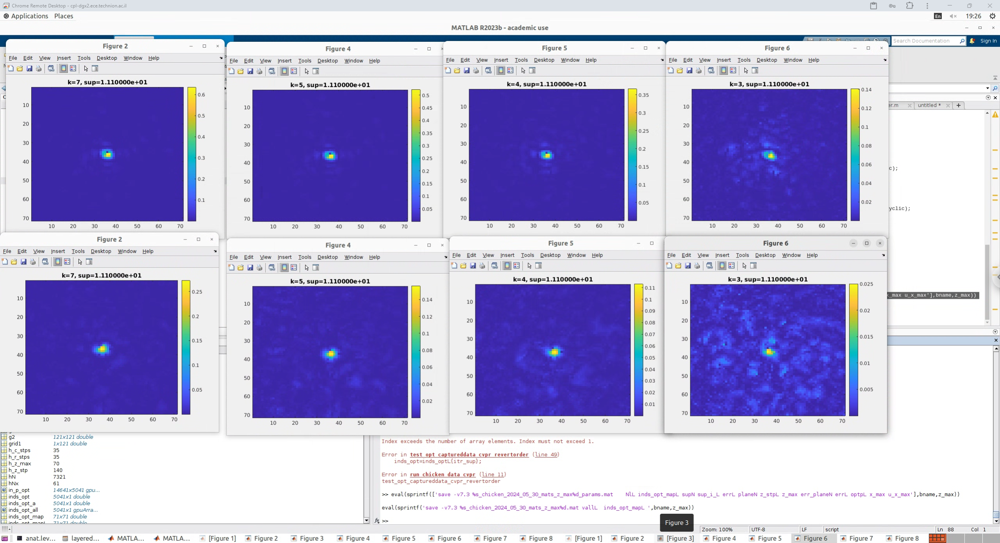 Chrome Remote Desktop - cpl-dgx2.ece.technion.ac.il
Applications Places En 19:26
MATLAB R2023b - academic use
Search Documentation Sign In
Figure 2
File Edit View Insert Tools Desktop Window Help
k=7, sup=1.110000e+01
0.6
0.5
0.4
0.3
0.2
0.1
10
20
30
40
50
60
70
10 20 30 40 50 60 70
Figure 4
File Edit View Insert Tools Desktop Window Help
k=5, sup=1.110000e+01
0.5
0.45
0.4
0.35
0.3
0.25
0.2
0.15
0.1
0.05
10
20
30
40
50
60
70
10 20 30 40 50 60 70
Figure 5
File Edit View Insert Tools Desktop Window Help
k=4, sup=1.110000e+01
0.35
0.3
0.25
0.2
0.15
0.1
0.05
10
20
30
40
50
60
70
10 20 30 40 50 60 70
Figure 6
File Edit View Insert Tools Desktop Window Help
k=3, sup=1.110000e+01
0.14
0.12
0.1
0.08
0.06
0.04
0.02
10
20
30
40
50
60
70
10 20 30 40 50 60 70
er.m untitled * +
c);
yclic);
x_max u_x_max'],bname,z_max))
Figure 2
File Edit View Insert Tools Desktop Window Help
k=7, sup=1.110000e+01
0.25
0.2
0.15
0.1
0.05
10
20
30
40
50
60
70
10 20 30 40 50 60 70
Figure 4
File Edit View Insert Tools Desktop Window Help
k=5, sup=1.110000e+01
0.14
0.12
0.1
0.08
0.06
0.04
0.02
10
20
30
40
50
60
70
10 20 30 40 50 60 70
Figure 5
File Edit View Insert Tools Desktop Window Help
k=4, sup=1.110000e+01
0.11
0.1
0.09
0.08
0.07
0.06
0.05
0.04
0.03
0.02
0.01
10
20
30
40
50
60
70
10 20 30 40 50 60 70
Figure 6
File Edit View Insert Tools Desktop Window Help
k=3, sup=1.110000e+01
0.025
0.02
0.015
0.01
0.005
10
20
30
40
50
60
70
10 20 30 40 50 60 70
g2 121x121 double
grid1 1x121 double
h_c_stps 35
h_r_stps 35
h_z_max 70
h_z_stp 140
hN 7321
hNx 61
in_p_opt 14641x5041 gpu...
inds_opt 5041x1 double
inds_opt_a 5041x1 double
inds_opt_all 5041x1 gpuArra...
inds_opt_map 71x71 double
inds_opt_mapL 71x71 double
Index exceeds the number of array elements. Index must not exceed 1.
Error in test_opt_captureddata_cvpr_revertorder (line 49)
inds_opt=inds_optL{itr_sup};
Error in run_chicken_data_cvpr (line 11)
test_opt_captureddata_cvpr_revertorder
>> eval(sprintf(['save -v7.3 %s_chicken_2024_05_30_mats_z_max%d_params.mat NlL inds_opt_mapL supN sup_i_L errL planeN z_stpL z_max err_planeN errL optpL x_max u_x_max'],bname,z_max))
eval(sprintf('save -v7.3 %s_chicken_2024_05_30_mats_z_max%d.mat vallL inds_opt_mapL ',bname,z_max))
fx >>
Figure 3
Zoom: 100% UTF-8 LF script Ln 88 Col 1
anat.lev... layered... MATLA... MATLA... [Figure 1] Figure 2 Figure 3 Figure 4 Figure 5 Figure 6 Figure 7 Figure 8 [Figure 1] Figure 2 [Figure 3] Figure 4 Figure 5 Figure 6 Figure 7 Figure 8